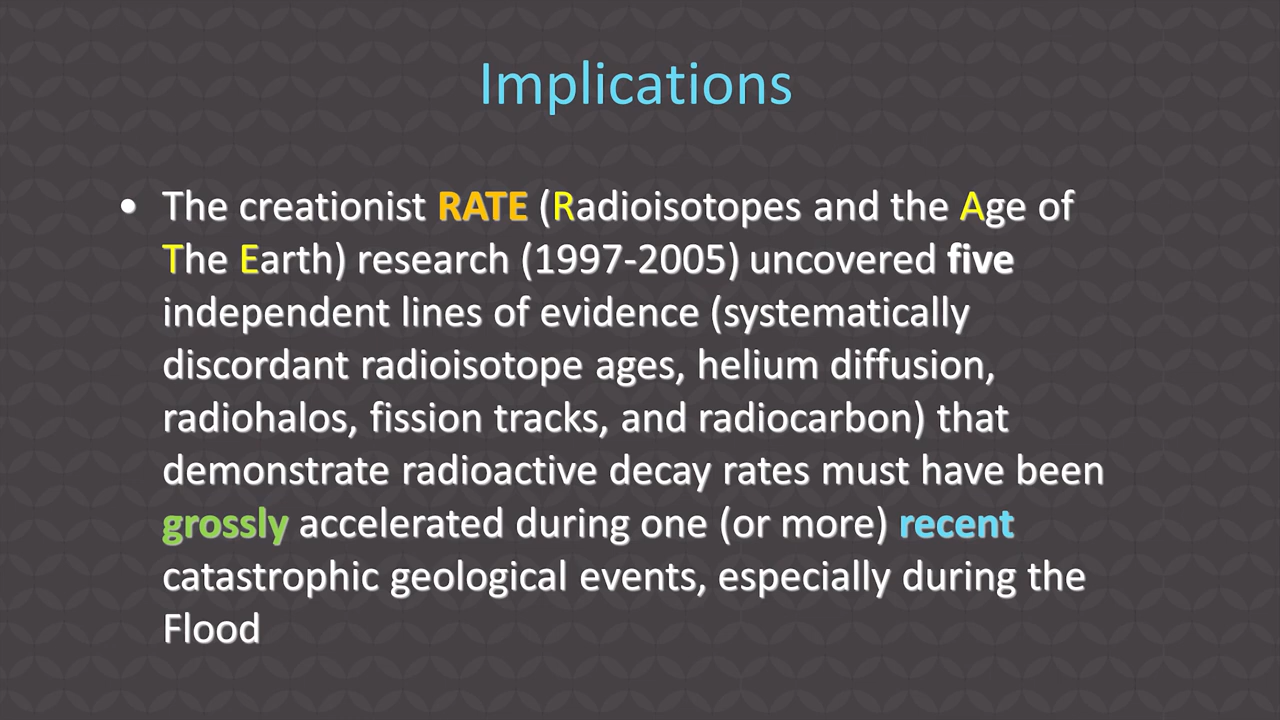 Implications
• The creationist RATE (Radioisotopes and the Age of
The Earth) research (1997-2005) uncovered five
independent lines of evidence (systematically
discordant radioisotope ages, helium diffusion,
radiohalos, fission tracks, and radiocarbon) that
demonstrate radioactive decay rates must have been
grossly accelerated during one (or more) recent
catastrophic geological events, especially during the
Flood